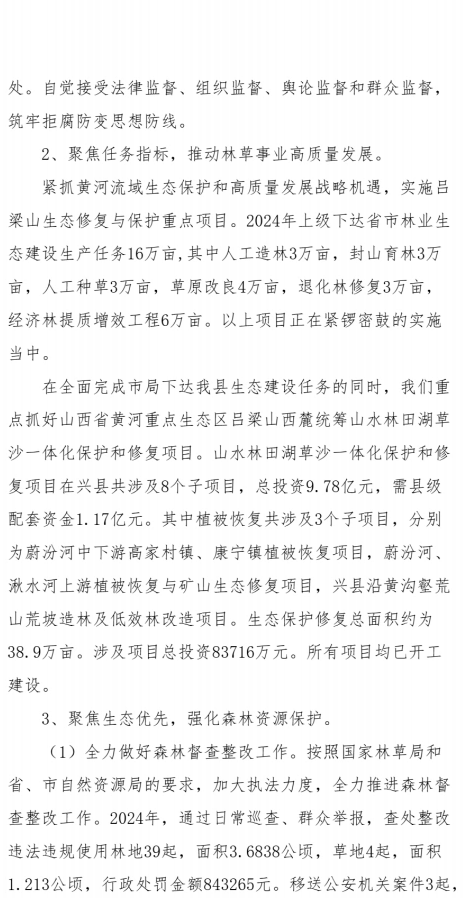 处。自觉接受法律监督、组织监督、舆论监督和群众监督，
筑牢拒腐防变思想防线。
2、聚焦任务指标，推动林草事业高质量发展。
紧抓黄河流域生态保护和高质量发展战略机遇，实施吕
梁山生态修复与保护重点项目。2024年上级下达省市林业生
态建设生产任务16万亩,其中人工造林3万亩，封山育林3万
亩，人工种草3万亩，草原改良4万亩，退化林修复3万亩，
经济林提质增效工程6万亩。以上项目正在紧锣密鼓的实施
当中。
在全面完成市局下达我县生态建设任务的同时，我们重
点抓好山西省黄河重点生态区吕梁山西麓统筹山水林田湖草
沙一体化保护和修复项目。山水林田湖草沙一体化保护和修
复项目在兴县共涉及8个子项目，总投资9.78亿元，需县级
配套资金1.17亿元。其中植被恢复共涉及3个子项目，分别
为蔚汾河中下游高家村镇、康宁镇植被恢复项目，蔚汾河、
湫水河上游植被恢复与矿山生态修复项目，兴县沿黄沟壑荒
山荒坡造林及低效林改造项目。生态保护修复总面积约为
38.9万亩。涉及项目总投资83716万元。所有项目均已开工
建设。
3、聚焦生态优先，强化森林资源保护。
（1）全力做好森林督查整改工作。按照国家林草局和
省、市自然资源局的要求，加大执法力度，全力推进森林督
查整改工作。2024年，通过日常巡查、群众举报，查处整改
违法违规使用林地39起，面积3.6838公顷，草地4起，面积
1.213公顷，行政处罚金额843265元。移送公安机关案件3起，